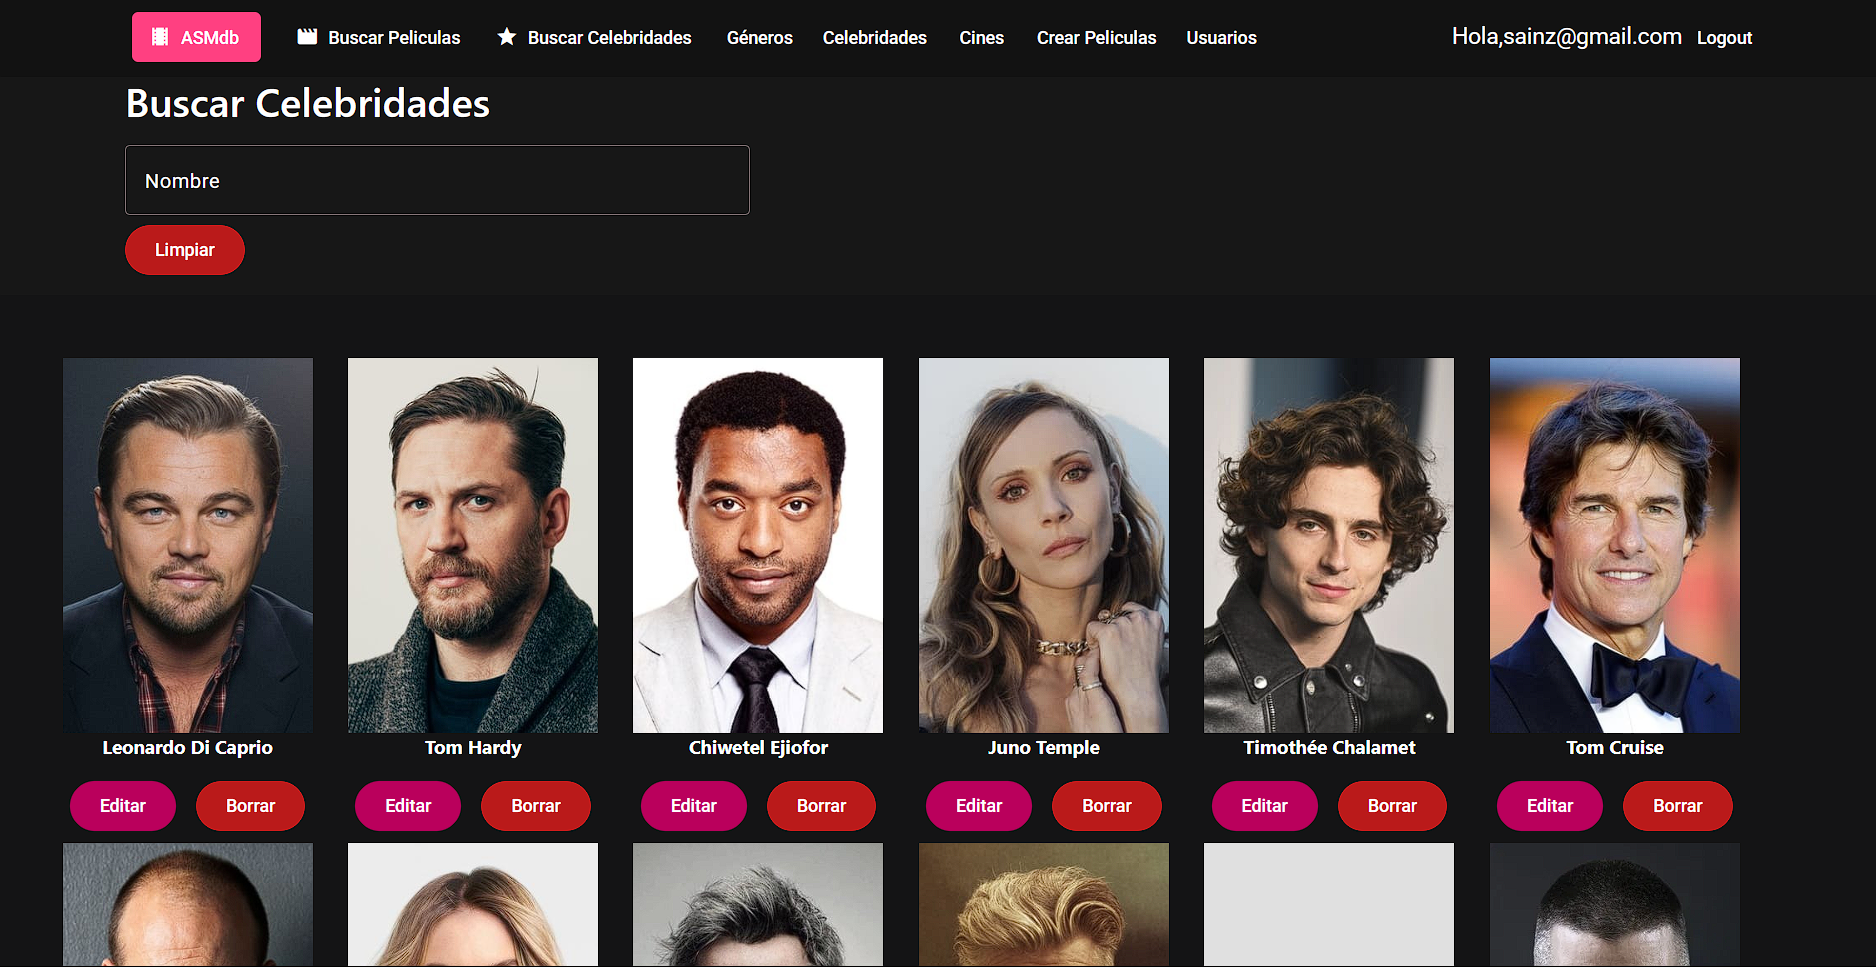 ASMdb Buscar Peliculas Buscar Celebridades Géneros Celebridades Cines Crear Peliculas Usuarios Hola,sainz@gmail.com Logout
Buscar Celebridades
Nombre
Limpiar
Leonardo Di Caprio Tom Hardy Chiwetel Ejiofor Juno Temple Timothée Chalamet Tom Cruise
Editar Borrar Editar Borrar Editar Borrar Editar Borrar Editar Borrar Editar Borrar